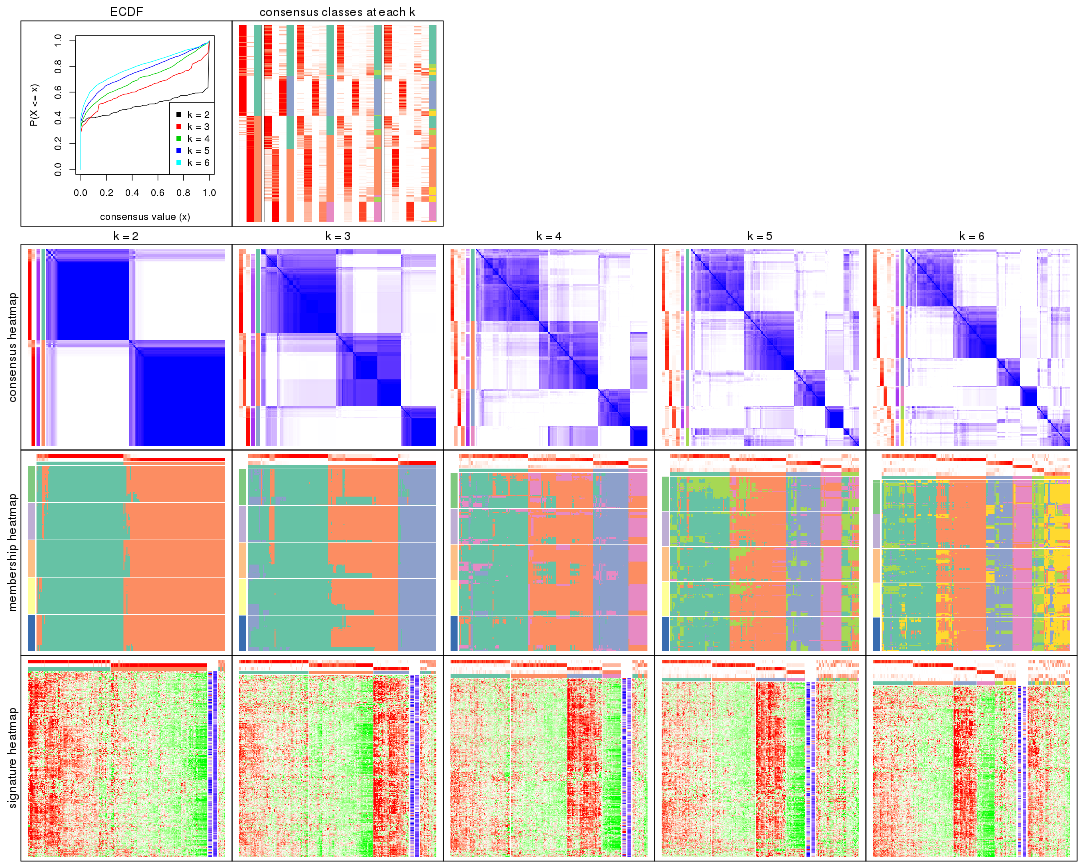 ECDF
consensus classes at each k
P(X <= x)
0.0 0.2 0.4 0.6 0.8 1.0
k = 2
k = 3
k = 4
k = 5
k = 6
0.0 0.2 0.4 0.6 0.8 1.0
consensus value (x)
k = 2 k = 3 k = 4 k = 5 k = 6
consensus heatmap
membership heatmap
signature heatmap